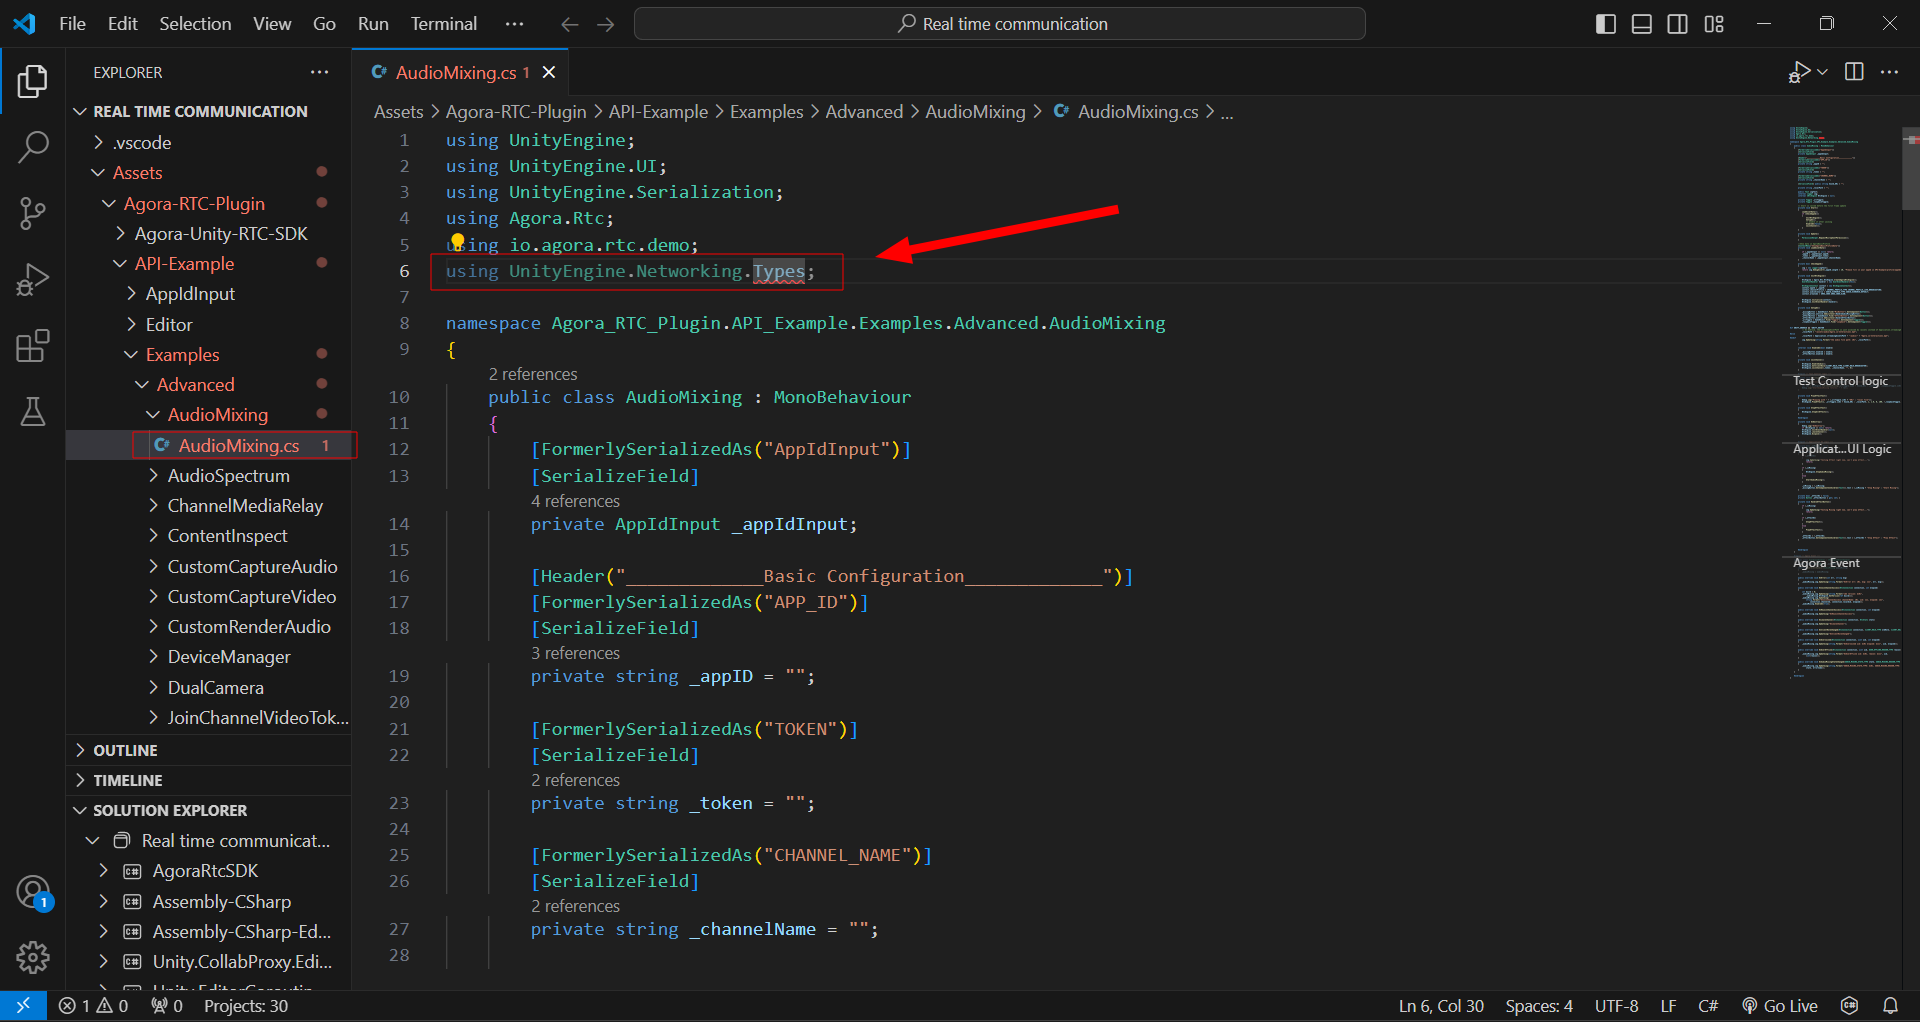 File Edit Selection View Go Run Terminal ··· Real time communication
EXPLORER ···
REAL TIME COMMUNICATION
.vscode
Assets
Agora-RTC-Plugin
Agora-Unity-RTC-SDK
API-Example
AppIdInput
Editor
Examples
Advanced
AudioMixing
C# AudioMixing.cs 1
AudioSpectrum
ChannelMediaRelay
ContentInspect
CustomCaptureAudio
CustomCaptureVideo
CustomRenderAudio
DeviceManager
DualCamera
JoinChannelVideoTok...
OUTLINE
TIMELINE
SOLUTION EXPLORER
Real time communicat...
AgoraRtcSDK
Assembly-CSharp
Assembly-CSharp-Ed...
Unity.CollabProxy.Edi...
1
C# AudioMixing.cs 1
Assets > Agora-RTC-Plugin > API-Example > Examples > Advanced > AudioMixing > C# AudioMixing.cs > ...
1 using UnityEngine;
2 using UnityEngine.UI;
3 using UnityEngine.Serialization;
4 using Agora.Rtc;
5 using io.agora.rtc.demo;
6 using UnityEngine.Networking.Types;
7
8 namespace Agora_RTC_Plugin.API_Example.Examples.Advanced.AudioMixing
9 {
2 references
10 public class AudioMixing : MonoBehaviour
11 {
12 [FormerlySerializedAs("AppIdInput")]
13 [SerializeField]
4 references
14 private AppIdInput _appIdInput;
15
16 [Header("_____________Basic Configuration_____________")]
17 [FormerlySerializedAs("APP_ID")]
18 [SerializeField]
3 references
19 private string _appID = "";
20
21 [FormerlySerializedAs("TOKEN")]
22 [SerializeField]
2 references
23 private string _token = "";
24
25 [FormerlySerializedAs("CHANNEL_NAME")]
26 [SerializeField]
2 references
27 private string _channelName = "";
28
Test Control logic
Applicat...UI Logic
Agora Event
1 0 0 Projects: 30 Ln 6, Col 30 Spaces: 4 UTF-8 LF C# Go Live